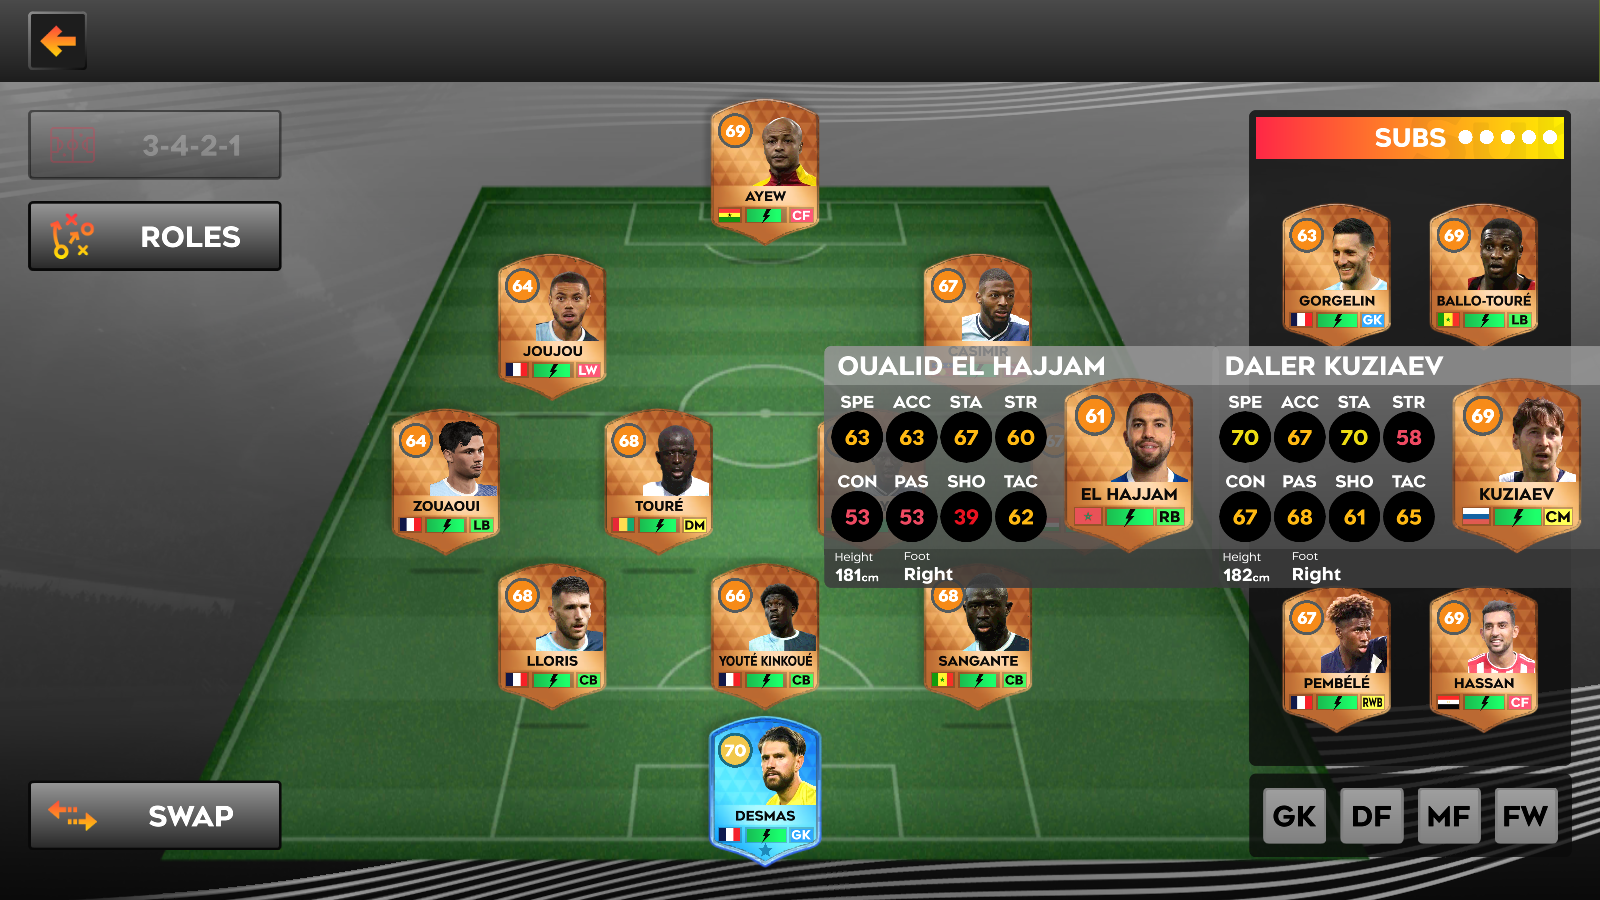 3-4-2-1
ROLES
SWAP
69
AYEW
CF
64
JOUJOU
LW
67
CASIMIR
64
ZOUAOUI
LB
68
TOURÉ
DM
68
LLORIS
CB
66
YOUTÉ KINKOUÉ
CB
68
SANGANTE
CB
70
DESMAS
GK
OUALID EL HAJJAM
SPE ACC STA STR
63 63 67 60
CON PAS SHO TAC
53 53 39 62
Height Foot
181cm Right
61
EL HAJJAM
RB
DALER KUZIAEV
SPE ACC STA STR
70 67 70 58
CON PAS SHO TAC
67 68 61 65
Height Foot
182cm Right
69
KUZIAEV
CM
SUBS
63
GORGELIN
GK
69
BALLO-TOURÉ
LB
67
PEMBÉLÉ
RWB
69
HASSAN
CF
GK DF MF FW